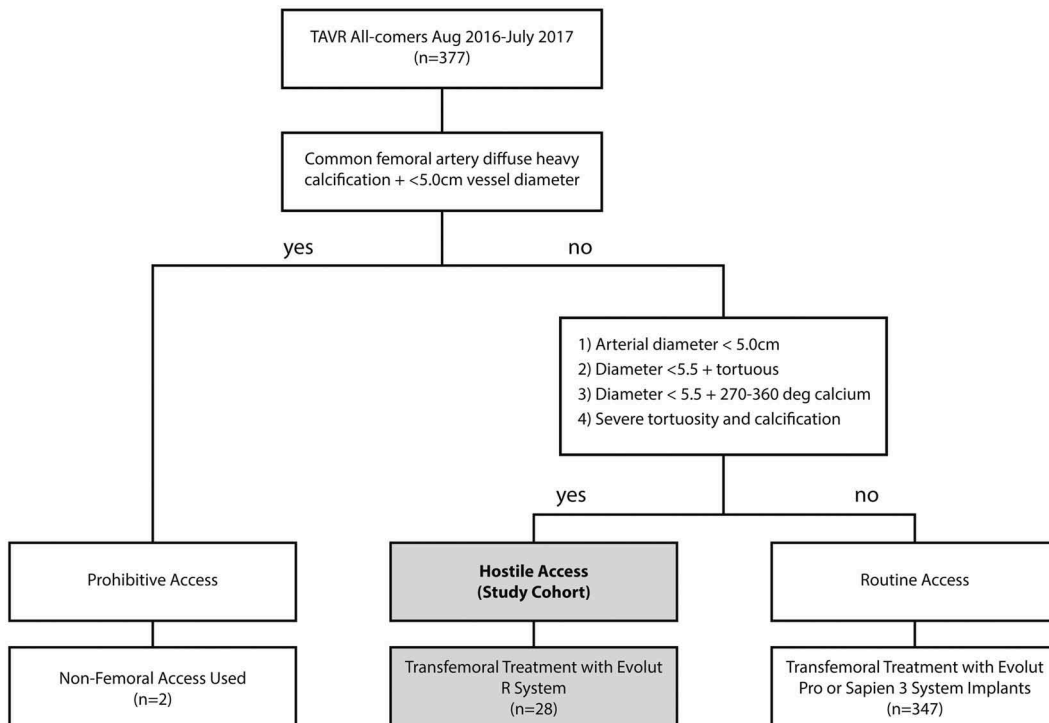 TAVR All-comers Aug 2016-July 2017
(n=377)
Common femoral artery diffuse heavy
calcification + <5.0cm vessel diameter
yes
no
1) Arterial diameter < 5.0cm
2) Diameter <5.5 + tortuous
3) Diameter < 5.5 + 270-360 deg calcium
4) Severe tortuosity and calcification
yes
no
Prohibitive Access
Hostile Access
(Study Cohort)
Routine Access
Non-Femoral Access Used
(n=2)
Transfemoral Treatment with Evolut
R System
(n=28)
Transfemoral Treatment with Evolut
Pro or Sapien 3 System Implants
(n=347)